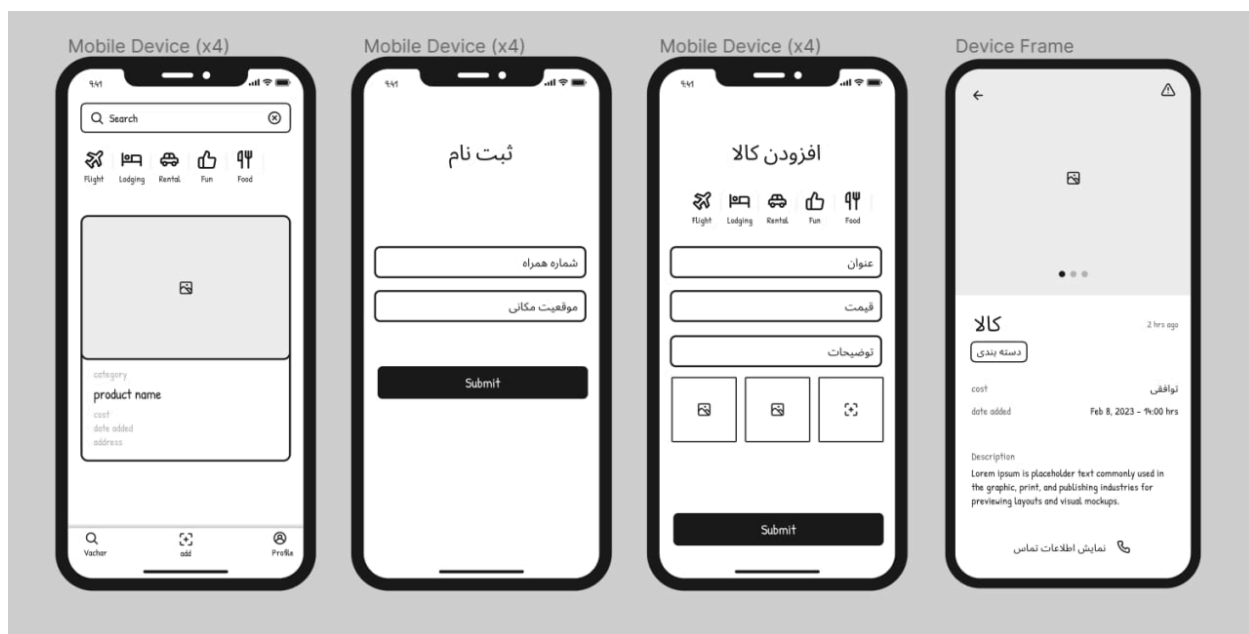 Mobile Device (x4)
9:41
Search
Flight Lodging Rental Fun Food
category
product name
cost
date added
address
Vachar add Profile
Mobile Device (x4)
9:41
ثبت نام
شماره همراه
موقعیت مکانی
Submit
Mobile Device (x4)
9:41
افزودن کالا
Flight Lodging Rental Fun Food
عنوان
قیمت
توضیحات
Submit
Device Frame
کالا 2 hrs ago
دسته بندی
cost توافقی
date added Feb 8, 2023 - 14:00 hrs
Description
Lorem ipsum is placeholder text commonly used in
the graphic, print, and publishing industries for
previewing layouts and visual mockups.
نمایش اطلاعات تماس